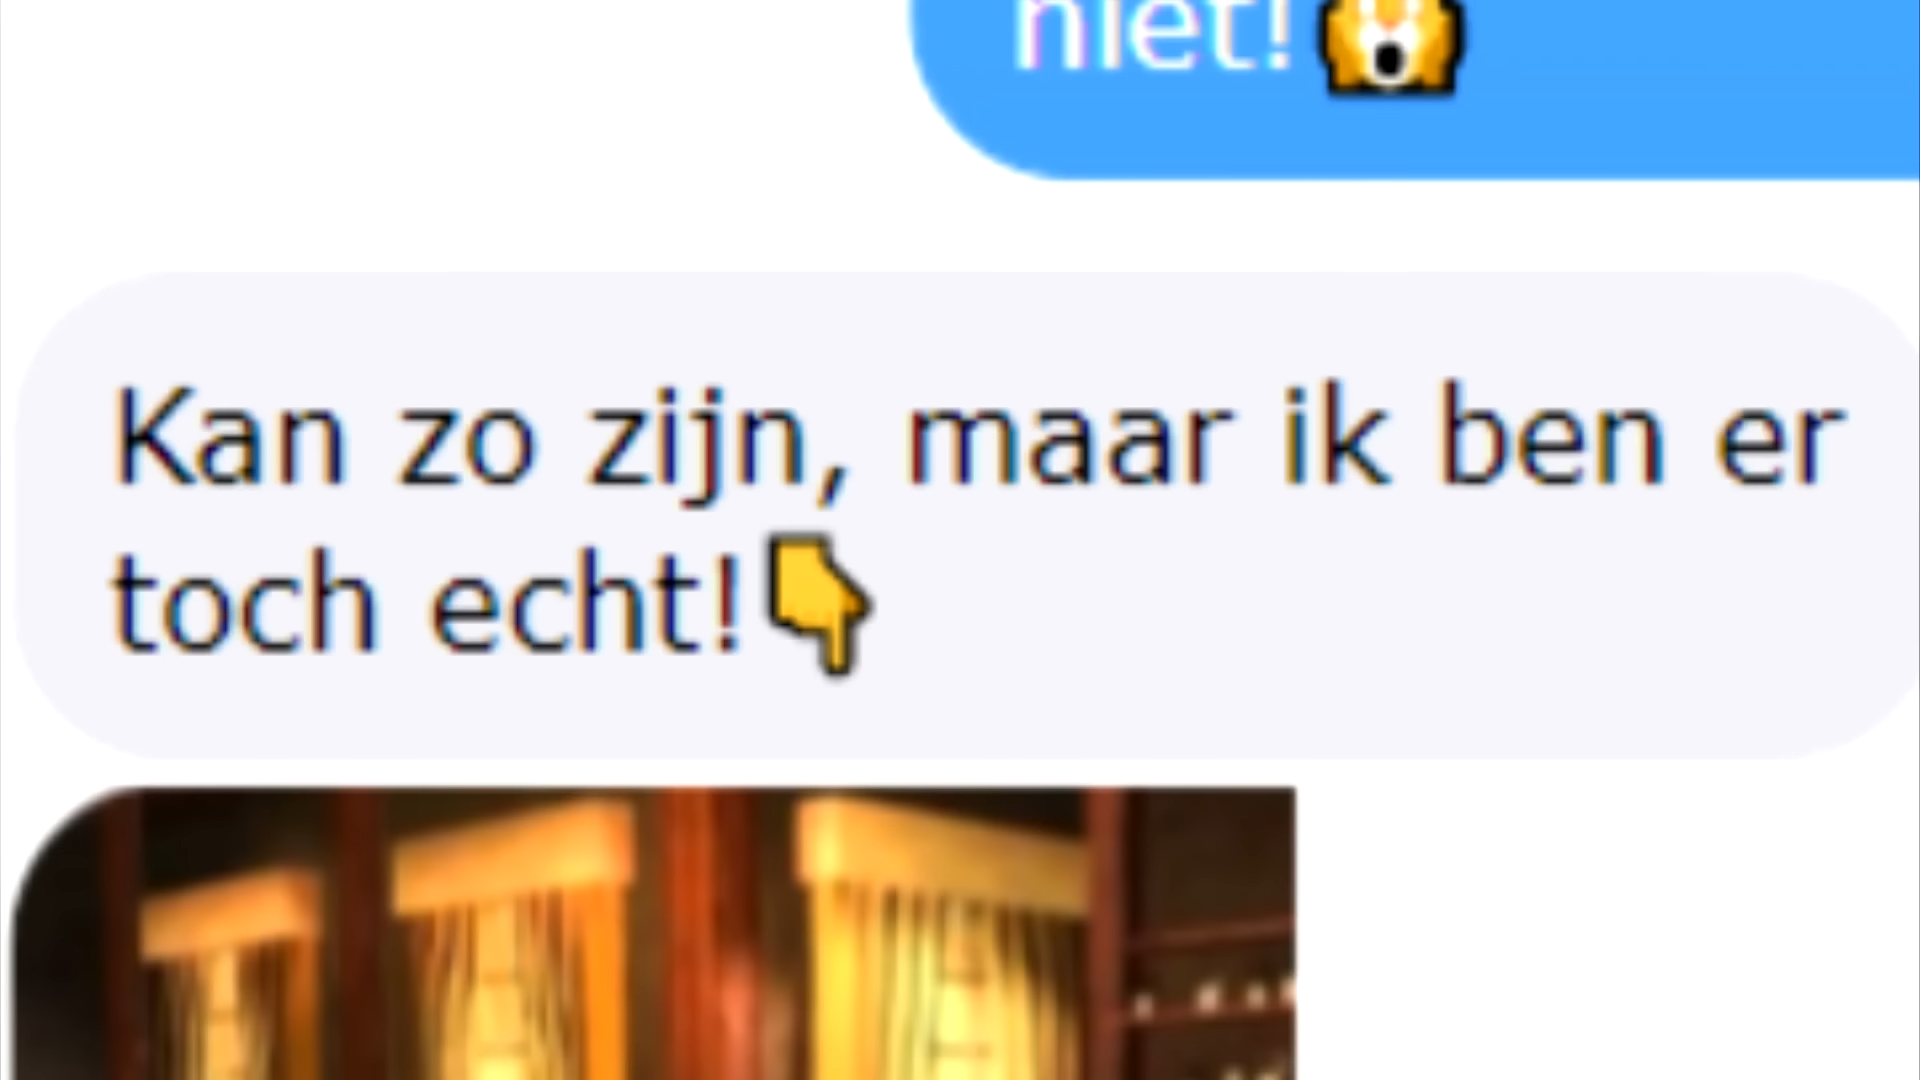 niet!🙀
Kan zo zijn, maar ik ben er
toch echt!👇